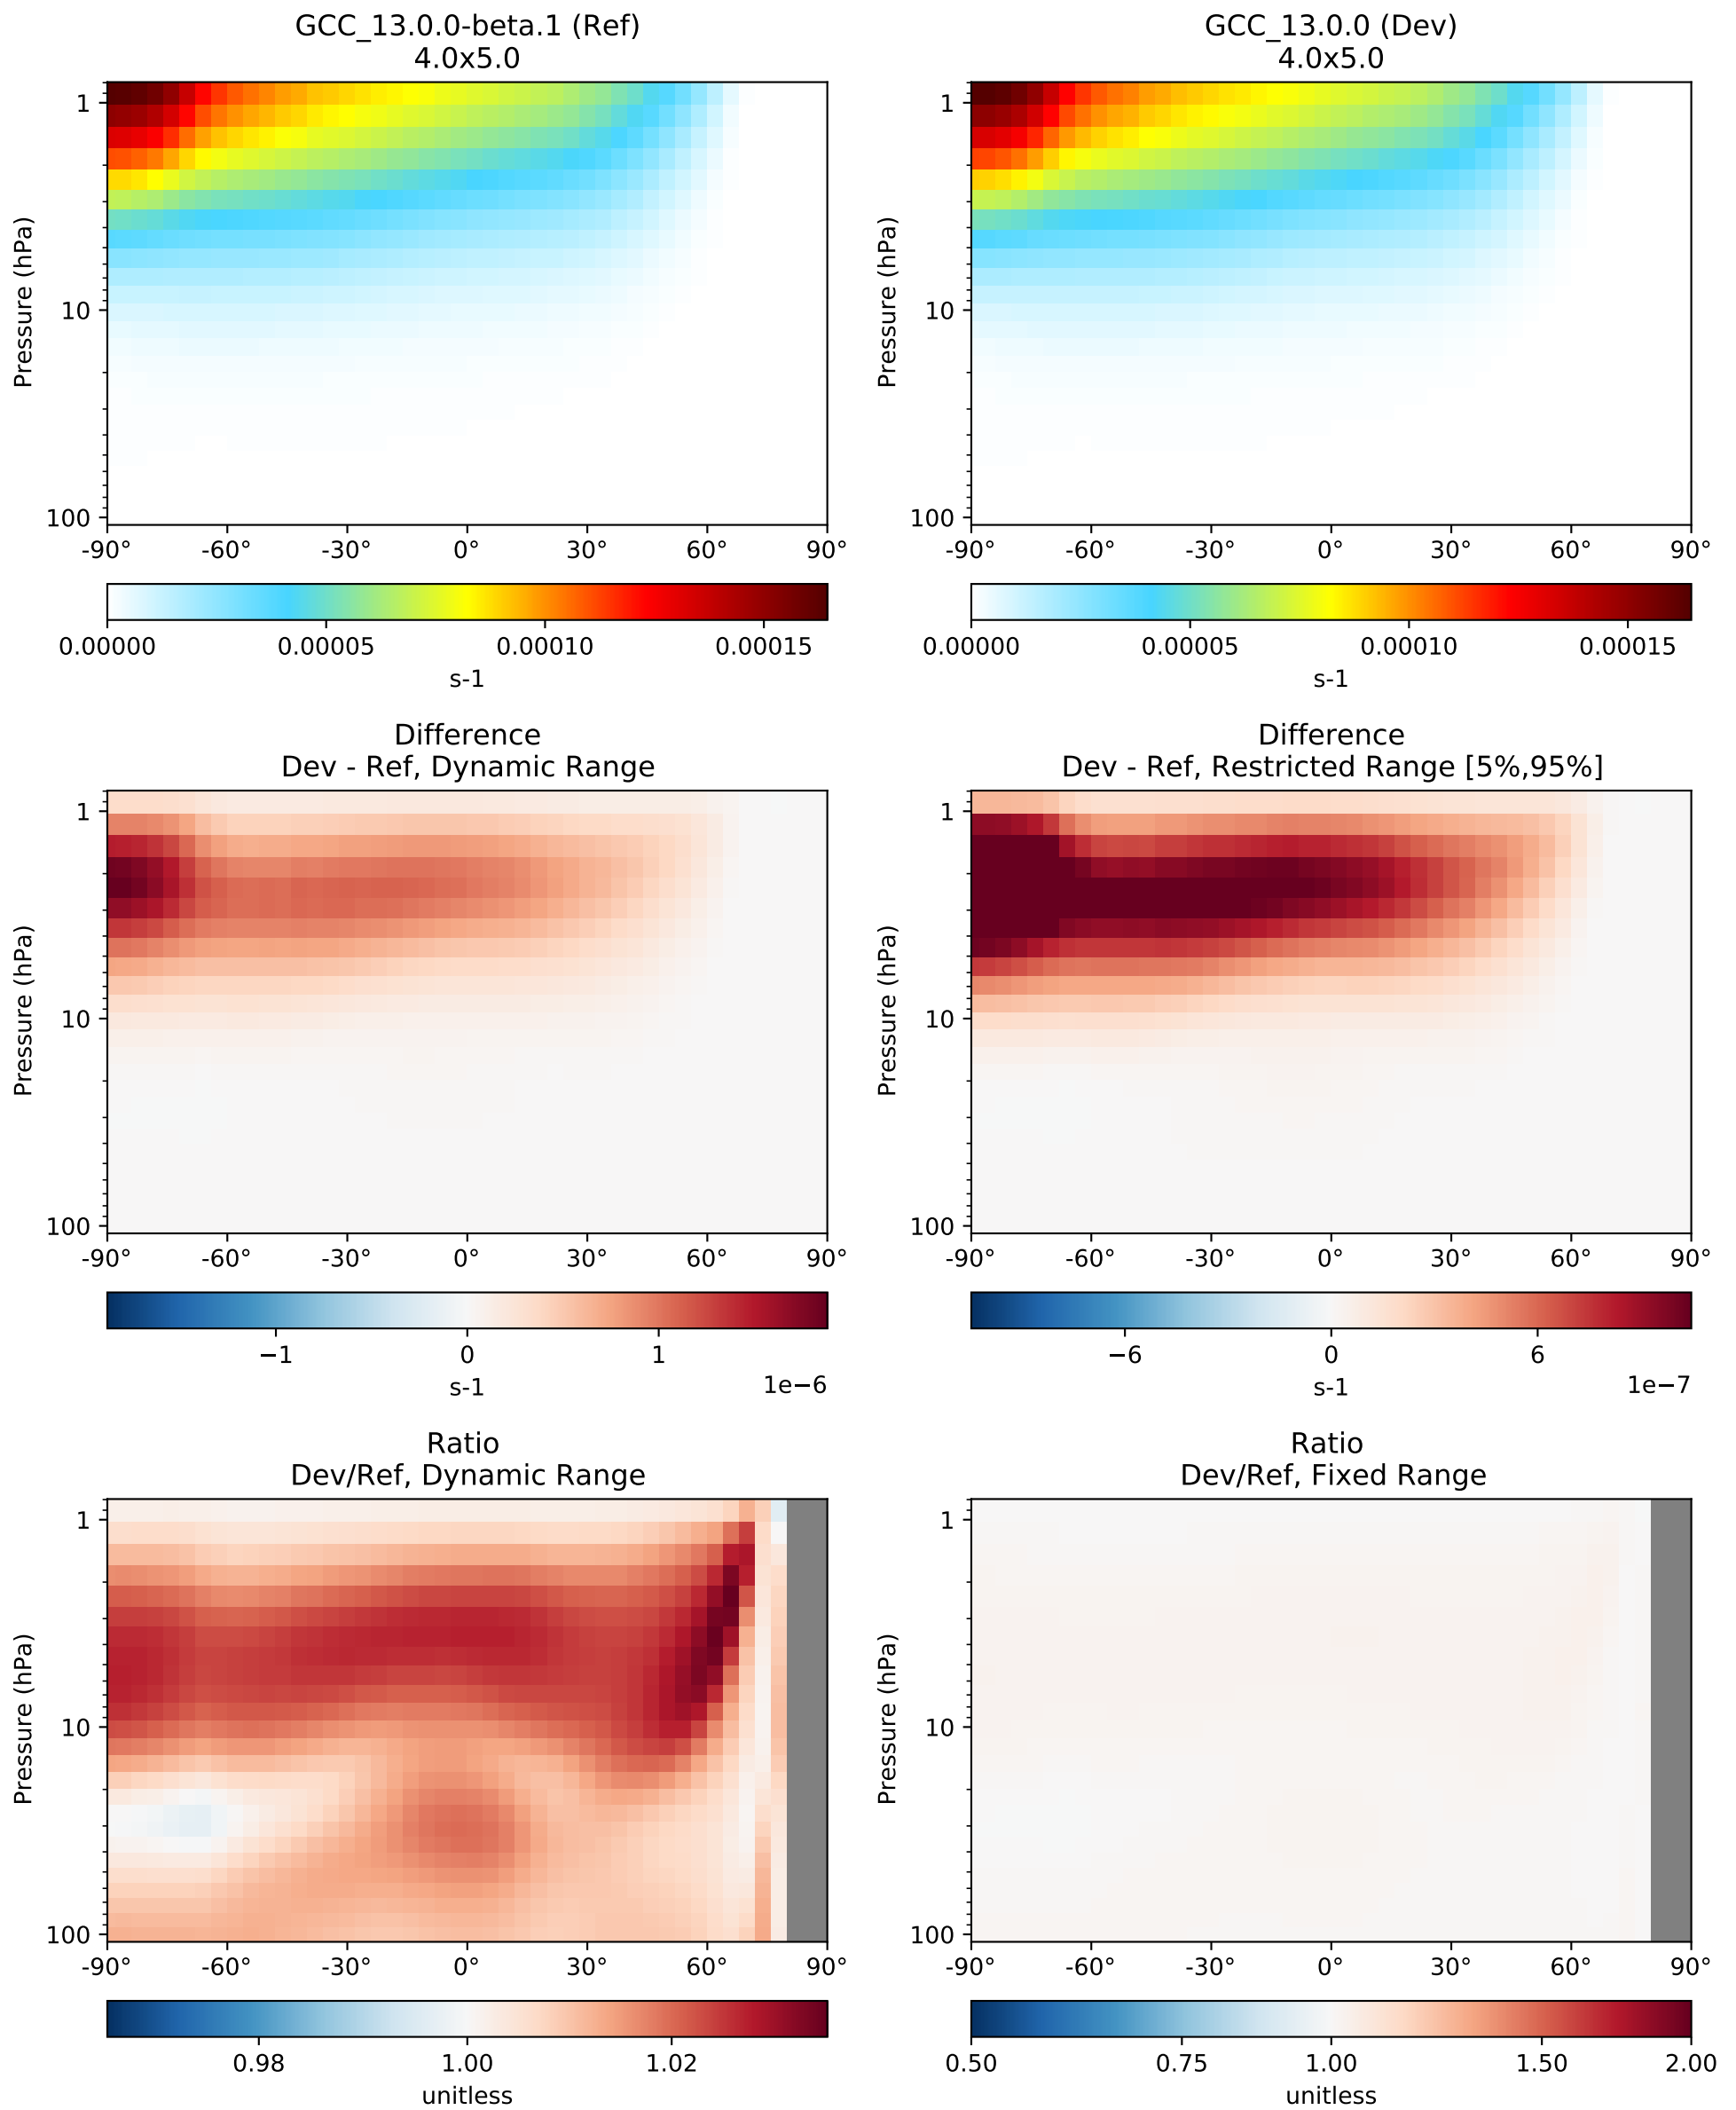 GCC_13.0.0-beta.1 (Ref)
4.0x5.0
Pressure (hPa)
1
10
100
-90° -60° -30° 0° 30° 60° 90°
0.00000 0.00005 0.00010 0.00015
s-1
GCC_13.0.0 (Dev)
4.0x5.0
Pressure (hPa)
1
10
100
-90° -60° -30° 0° 30° 60° 90°
0.00000 0.00005 0.00010 0.00015
s-1
Difference
Dev - Ref, Dynamic Range
Pressure (hPa)
1
10
100
-90° -60° -30° 0° 30° 60° 90°
−1 0 1
s-1
1e−6
Difference
Dev - Ref, Restricted Range [5%,95%]
Pressure (hPa)
1
10
100
-90° -60° -30° 0° 30° 60° 90°
−6 0 6
s-1
1e−7
Ratio
Dev/Ref, Dynamic Range
Pressure (hPa)
1
10
100
-90° -60° -30° 0° 30° 60° 90°
0.98 1.00 1.02
unitless
Ratio
Dev/Ref, Fixed Range
Pressure (hPa)
1
10
100
-90° -60° -30° 0° 30° 60° 90°
0.50 0.75 1.00 1.50 2.00
unitless